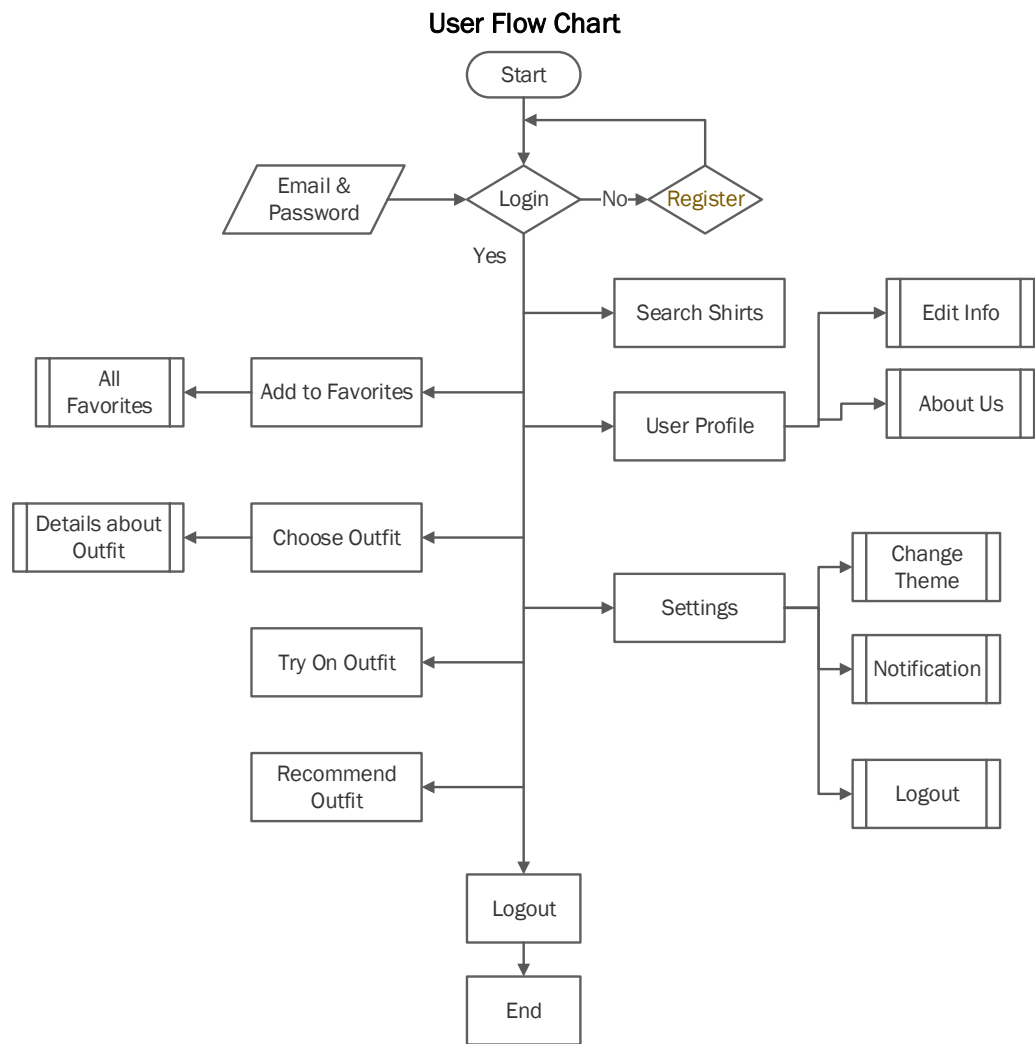 User Flow Chart
Start
Email &
Password
Login
No
Register
Yes
Search Shirts
Edit Info
All
Favorites
Add to Favorites
User Profile
About Us
Details about
Outfit
Choose Outfit
Settings
Change
Theme
Try On Outfit
Notification
Recommend
Outfit
Logout
Logout
End